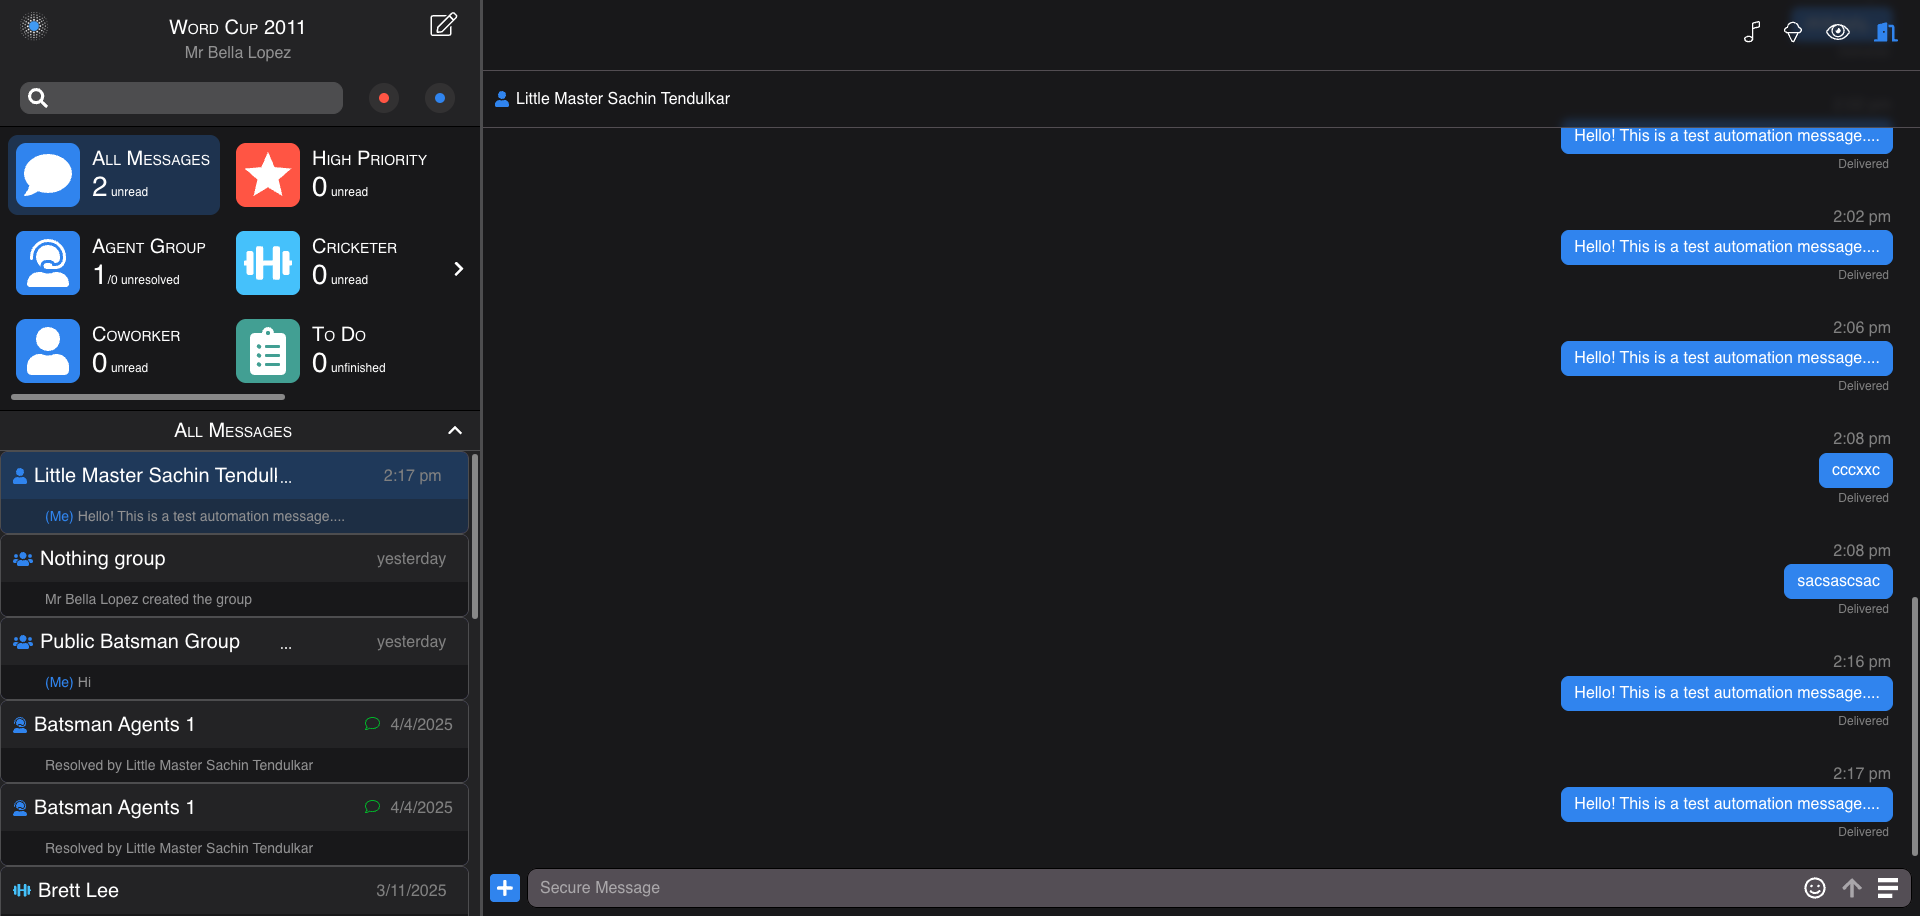 Word Cup 2011
Mr Bella Lopez
All Messages
2 unread
High Priority
0 unread
Agent Group
1/0 unresolved
Cricketer
0 unread
Coworker
0 unread
To Do
0 unfinished
All Messages
Little Master Sachin Tendull... 2:17 pm
(Me) Hello! This is a test automation message....
Nothing group yesterday
Mr Bella Lopez created the group
Public Batsman Group ... yesterday
(Me) Hi
Batsman Agents 1 4/4/2025
Resolved by Little Master Sachin Tendulkar
Batsman Agents 1 4/4/2025
Resolved by Little Master Sachin Tendulkar
Brett Lee 3/11/2025
Little Master Sachin Tendulkar
Hello! This is a test automation message....
Delivered
2:02 pm
Hello! This is a test automation message....
Delivered
2:06 pm
Hello! This is a test automation message....
Delivered
2:08 pm
cccxxc
Delivered
2:08 pm
sacsascsac
Delivered
2:16 pm
Hello! This is a test automation message....
Delivered
2:17 pm
Hello! This is a test automation message....
Delivered
Secure Message